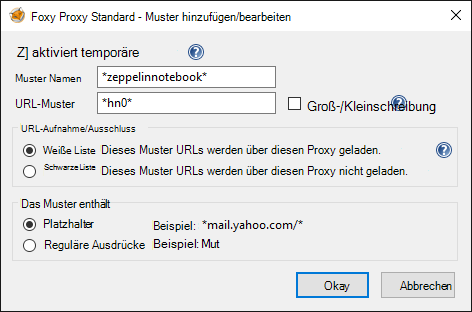 Foxy Proxy Standard - Muster hinzufügen/bearbeiten
Z] aktiviert temporäre
Muster Namen *zeppelinnotebook*
URL-Muster *hn0* Groß-/Kleinschreibung
URL-Aufnahme/Ausschluss
Weiße Liste Dieses Muster URLs werden über diesen Proxy geladen.
Schwarze Liste Dieses Muster URLs werden über diesen Proxy nicht geladen.
Das Muster enthält
Platzhalter Beispiel: *mail.yahoo.com/*
Reguläre Ausdrücke Beispiel: Mut
Okay Abbrechen